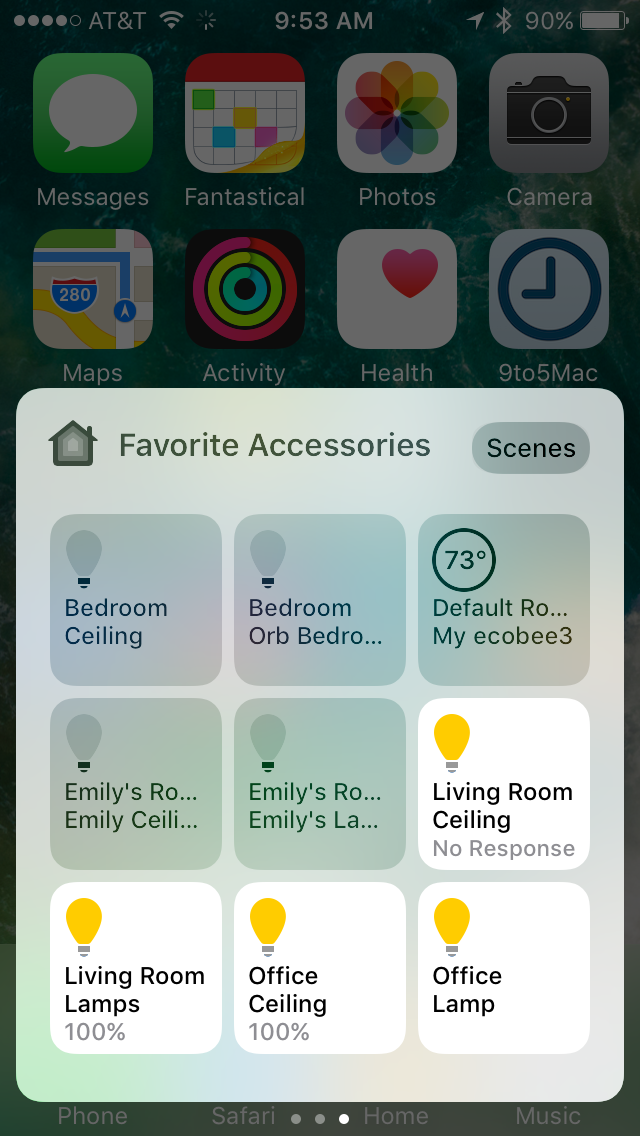 AT&T 9:53 AM 90%
Messages Fantastical Photos Camera
280
Maps Activity Health 9to5Mac
Favorite Accessories Scenes
Bedroom
Ceiling
Bedroom
Orb Bedro...
73°
Default Ro...
My ecobee3
Emily's Ro...
Emily Ceili...
Emily's Ro...
Emily's La...
Living Room
Ceiling
No Response
Living Room
Lamps
100%
Office
Ceiling
100%
Office
Lamp
Phone Safari Home Music